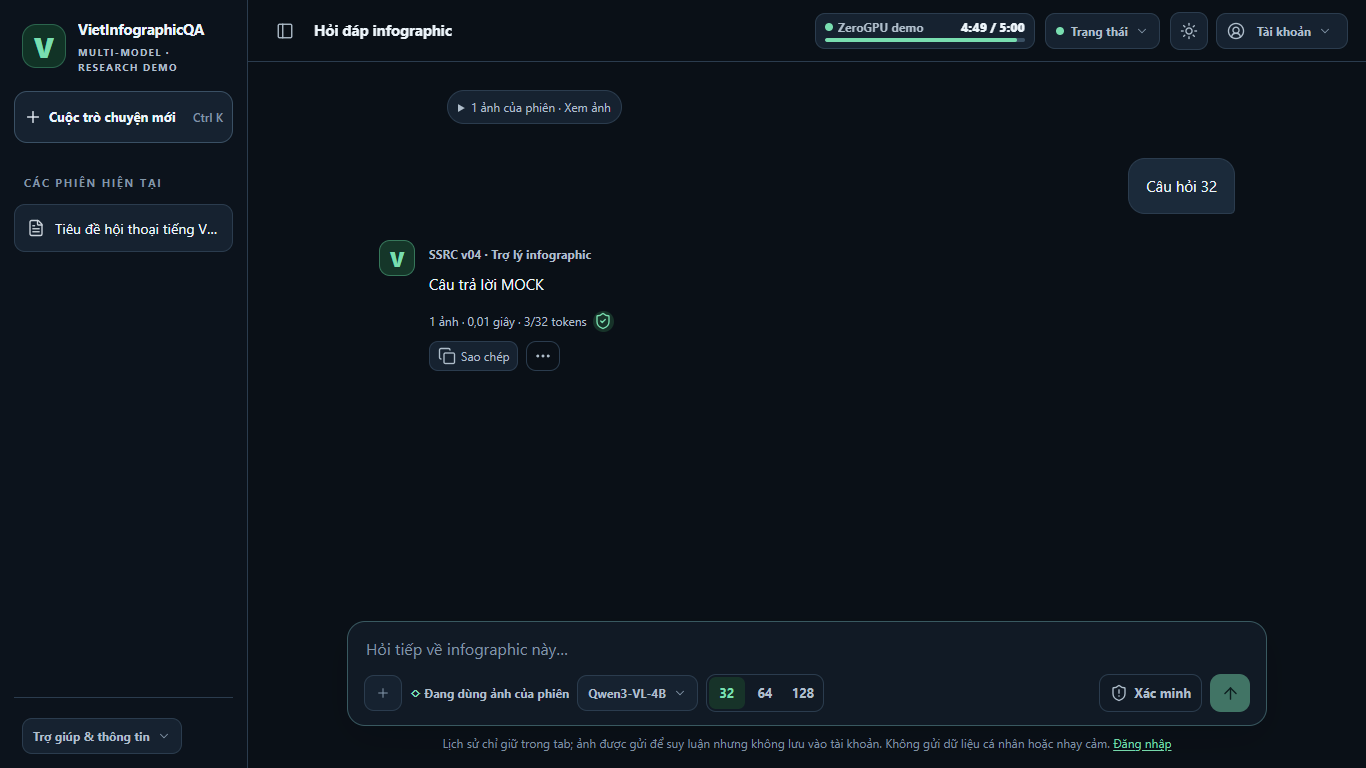 V
VietInfographicQA
MULTI-MODEL ·
RESEARCH DEMO
Cuộc trò chuyện mới Ctrl K
CÁC PHIÊN HIỆN TẠI
Tiêu đề hội thoại tiếng V...
Trợ giúp & thông tin
Hỏi đáp infographic
ZeroGPU demo 4:49 / 5:00
Trạng thái
Tài khoản
1 ảnh của phiên · Xem ảnh
Câu hỏi 32
V
SSRC v04 · Trợ lý infographic
Câu trả lời MOCK
1 ảnh · 0,01 giây · 3/32 tokens
Sao chép
Hỏi tiếp về infographic này...
Đang dùng ảnh của phiên Qwen3-VL-4B 32 64 128 Xác minh
Lịch sử chỉ giữ trong tab; ảnh được gửi để suy luận nhưng không lưu vào tài khoản. Không gửi dữ liệu cá nhân hoặc nhạy cảm. Đăng nhập